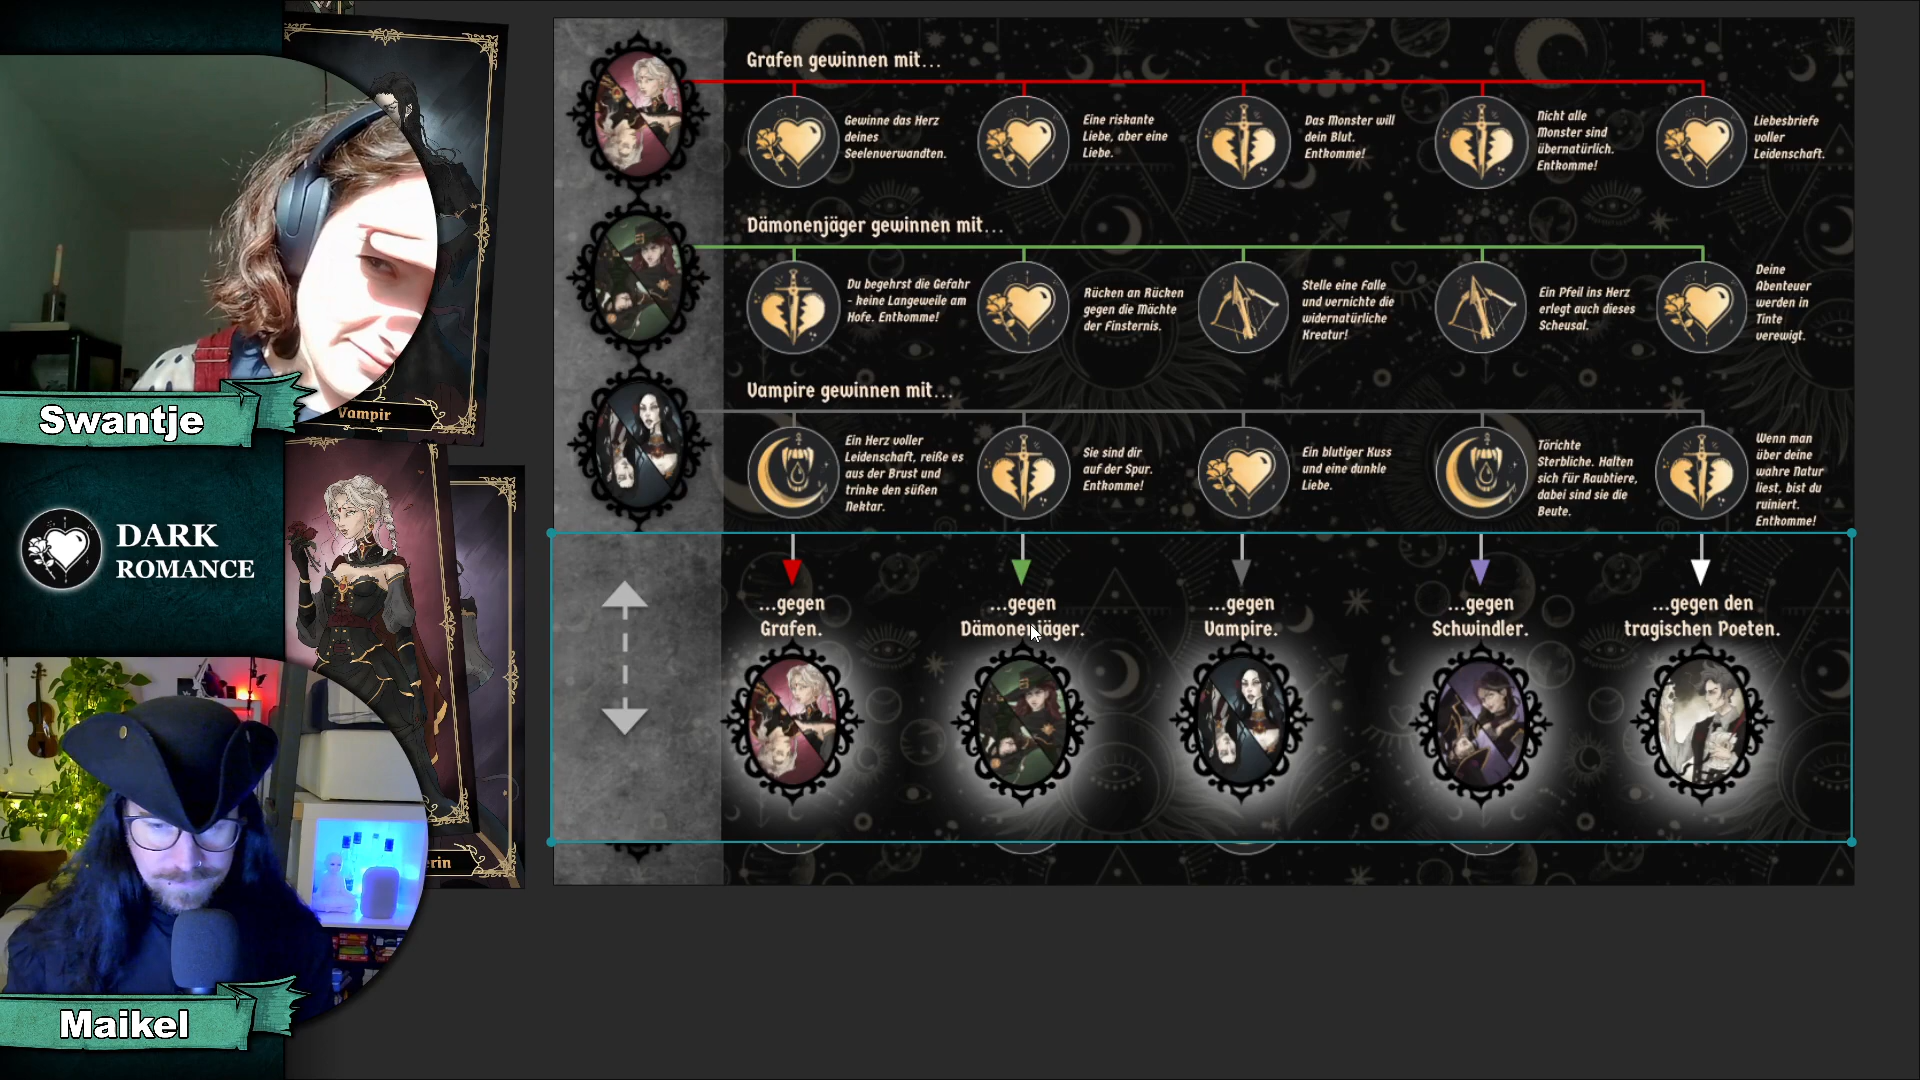 Swantje
Vampir
DARK
ROMANCE
erin
Maikel
Grafen gewinnen mit...
Gewinne das Herz
deines
Seelenverwandten.
Eine riskante
Liebe, aber eine
Liebe.
Das Monster will
dein Blut.
Entkomme!
Nicht alle
Monster sind
übernatürlich.
Entkomme!
Liebesbriefe
voller
Leidenschaft.
Dämonenjäger gewinnen mit...
Du begehrst die Gefahr
- keine Langeweile am
Hofe. Entkomme!
Rücken an Rücken
gegen die Mächte
der Finsternis.
Stelle eine Falle
und vernichte die
widernatürliche
Kreatur!
Ein Pfeil ins Herz
erlegt auch dieses
Scheusal.
Deine
Abenteuer
werden in
Tinte
verewigt.
Vampire gewinnen mit...
Ein Herz voller
Leidenschaft, reiße es
aus der Brust und
trinke den süßen
Nektar.
Sie sind dir
auf der Spur.
Entkomme!
Ein blutiger Kuss
und eine dunkle
Liebe.
Törichte
Sterbliche. Halten
sich für Raubtiere,
dabei sind sie die
Beute.
Wenn man
über deine
wahre Natur
liest, bist du
ruiniert.
Entkomme!
...gegen
Grafen.
...gegen
Dämonenjäger.
...gegen
Vampire.
...gegen
Schwindler.
...gegen den
tragischen Poeten.